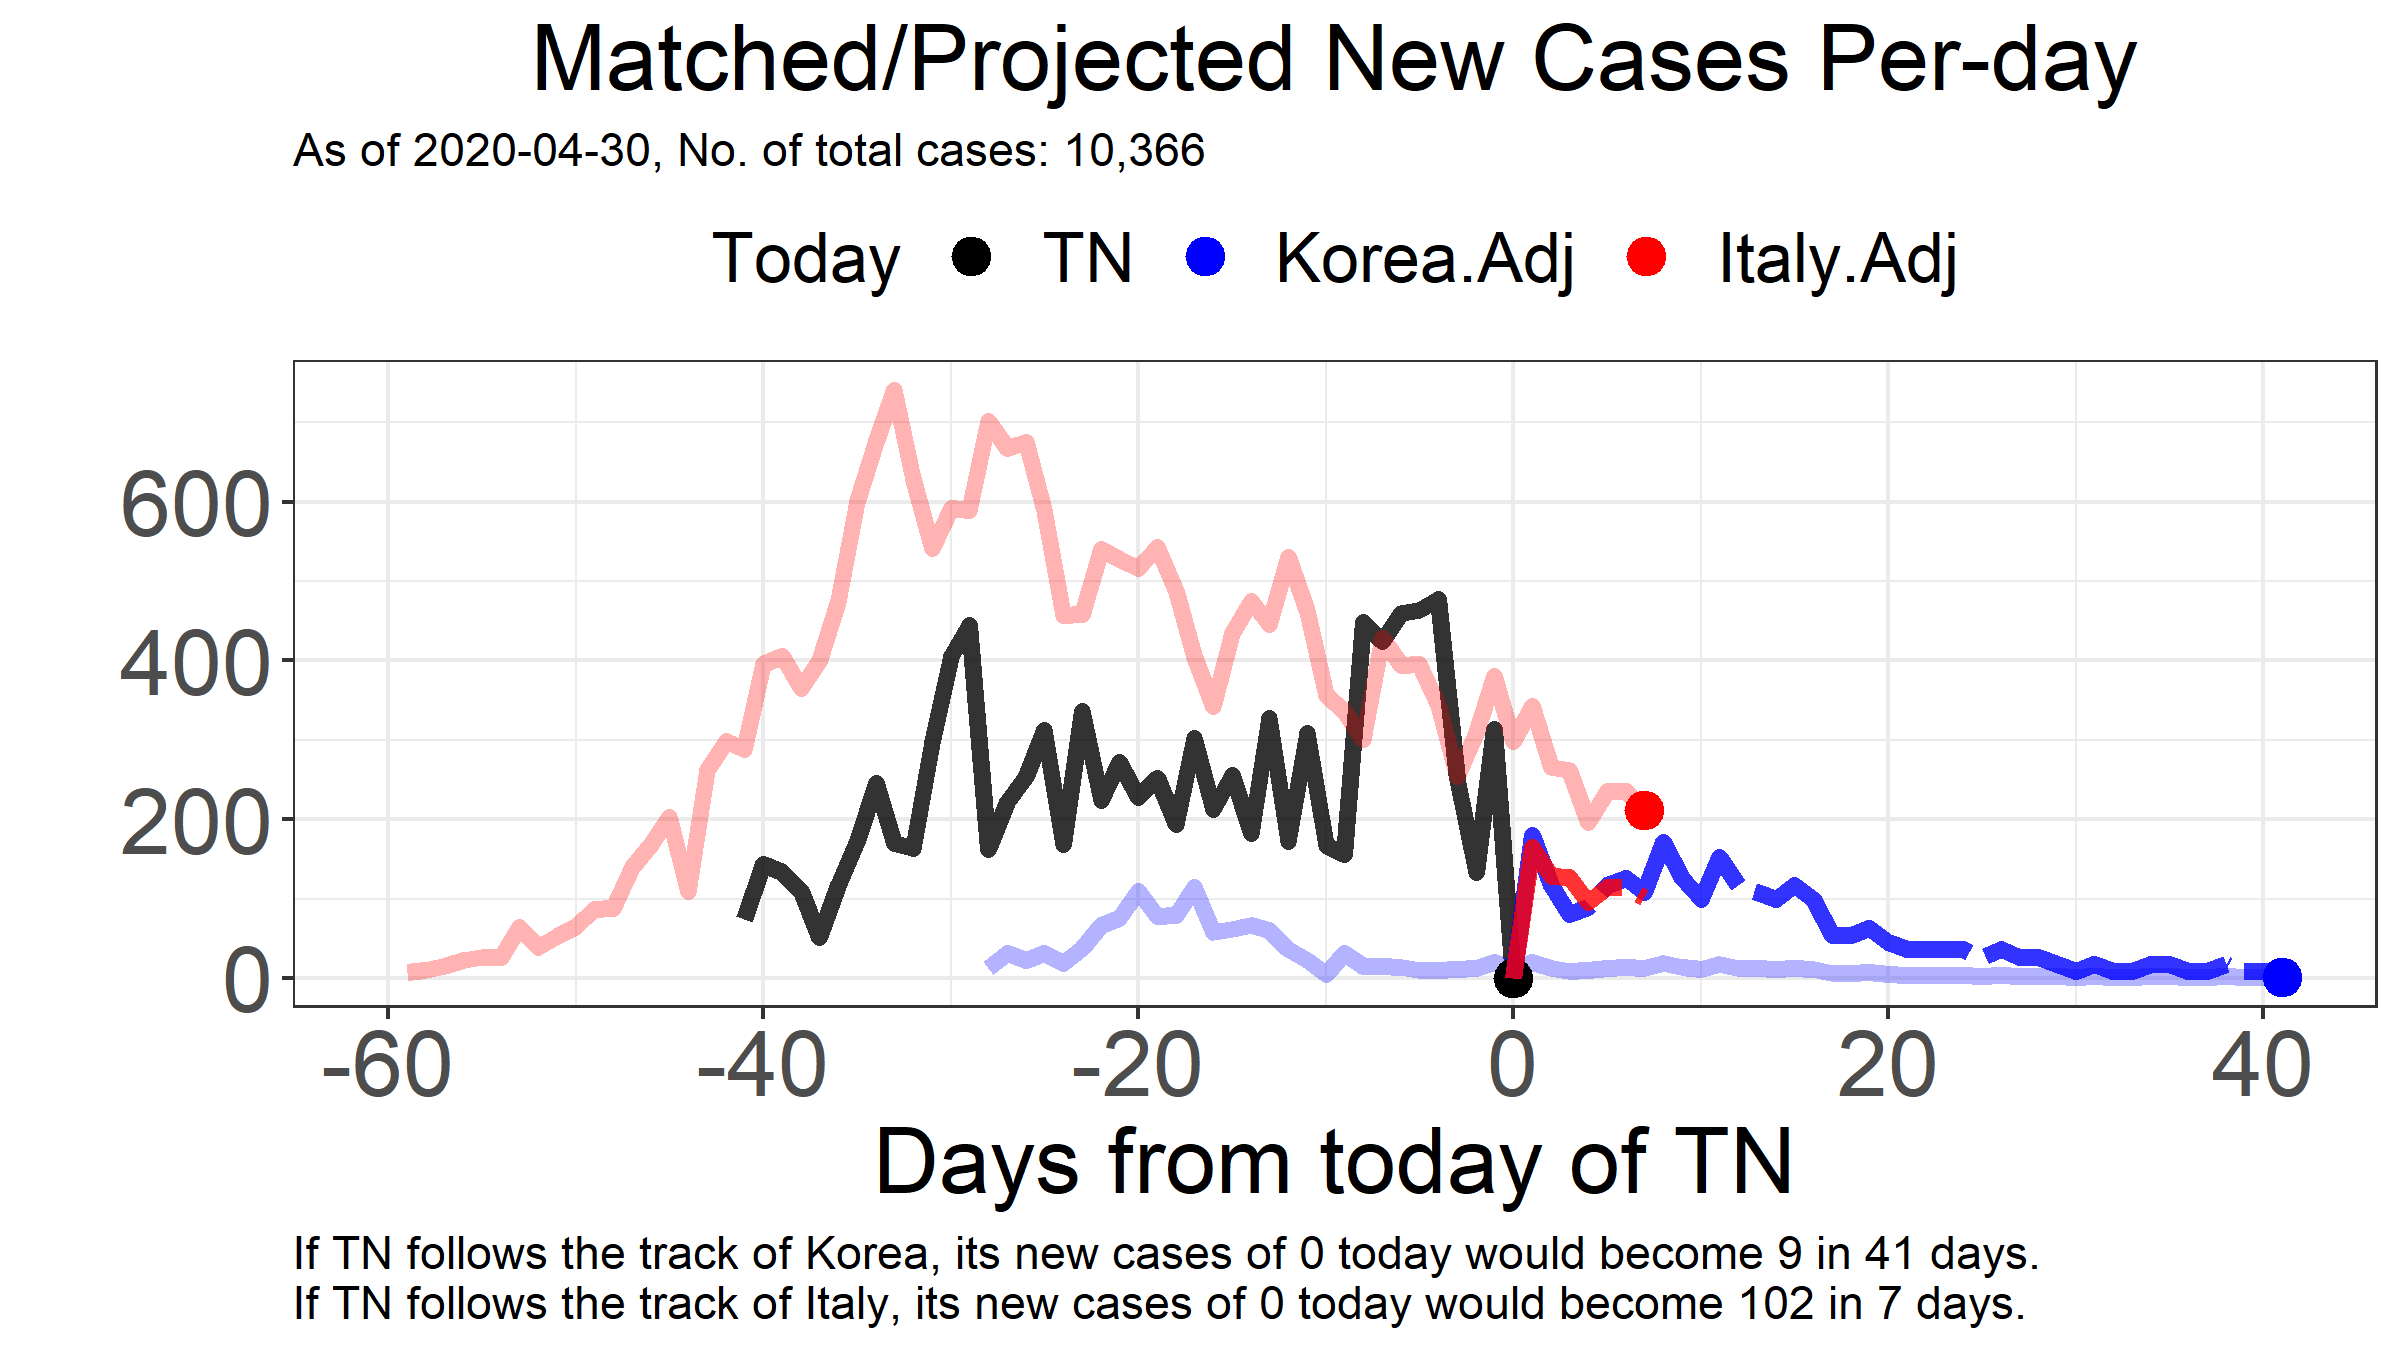 Matched/Projected New Cases Per-day
As of 2020-04-30, No. of total cases: 10,366
Today TN Korea.Adj Italy.Adj
600
400
200
0
-60 -40 -20 0 20 40
Days from today of TN
If TN follows the track of Korea, its new cases of 0 today would become 9 in 41 days.
If TN follows the track of Italy, its new cases of 0 today would become 102 in 7 days.